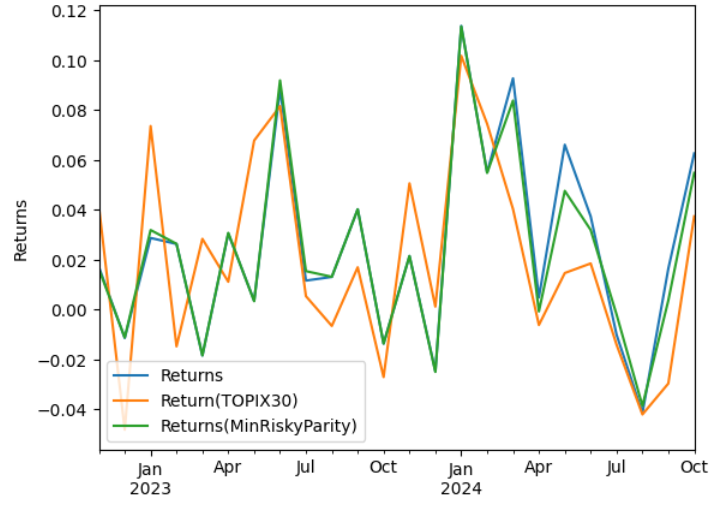 0.12
0.10
0.08
0.06
0.04
0.02
0.00
−0.02
−0.04
Returns
Returns
Return(TOPIX30)
Returns(MinRiskyParity)
Jan
2023
Apr
Jul
Oct
Jan
2024
Apr
Jul
Oct